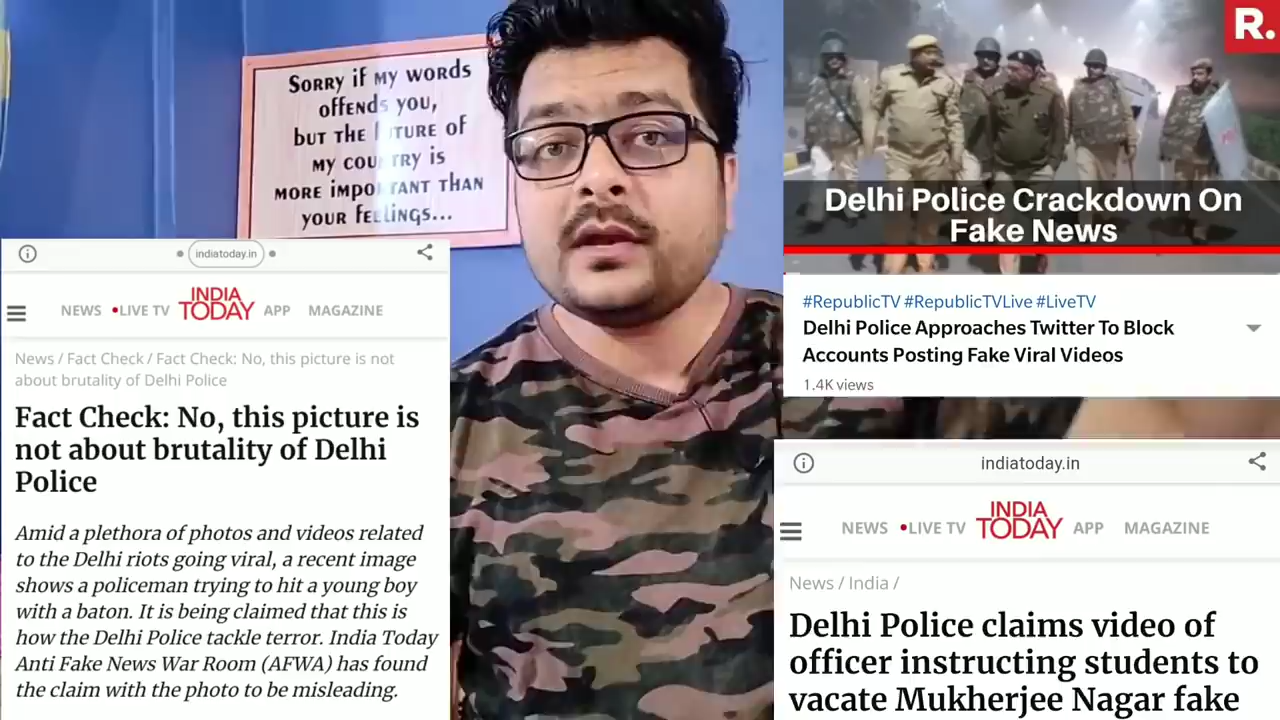 Sorry if my words
offends you,
but the
ture of
my country is
more important than
your feelings...
indiatoday.in
NEWS
LIVE TV
INDIA
TODAY
APP
MAGAZINE
News / Fact Check / Fact Check: No, this picture is not
about brutality of Delhi Police
Fact Check: No, this picture is
not about brutality of Delhi
Police
Amid a plethora of photos and videos related
to the Delhi riots going viral, a recent image
shows a policeman trying to hit a young boy
with a baton. It is being claimed that this is
how the Delhi Police tackle terror. India Today
Anti Fake News War Room (AFWA) has found
the claim with the photo to be misleading.
R.
Delhi Police Crackdown On
Fake News
#RepublicTV #RepublicTVLive #LiveTV
Delhi Police Approaches Twitter To Block
Accounts Posting Fake Viral Videos
1.4K views
indiatoday.in
NEWS
LIVE TV
INDIA
TODAY
APP
MAGAZINE
News / India /
Delhi Police claims video of
officer instructing students to
vacate Mukherjee Nagar fake